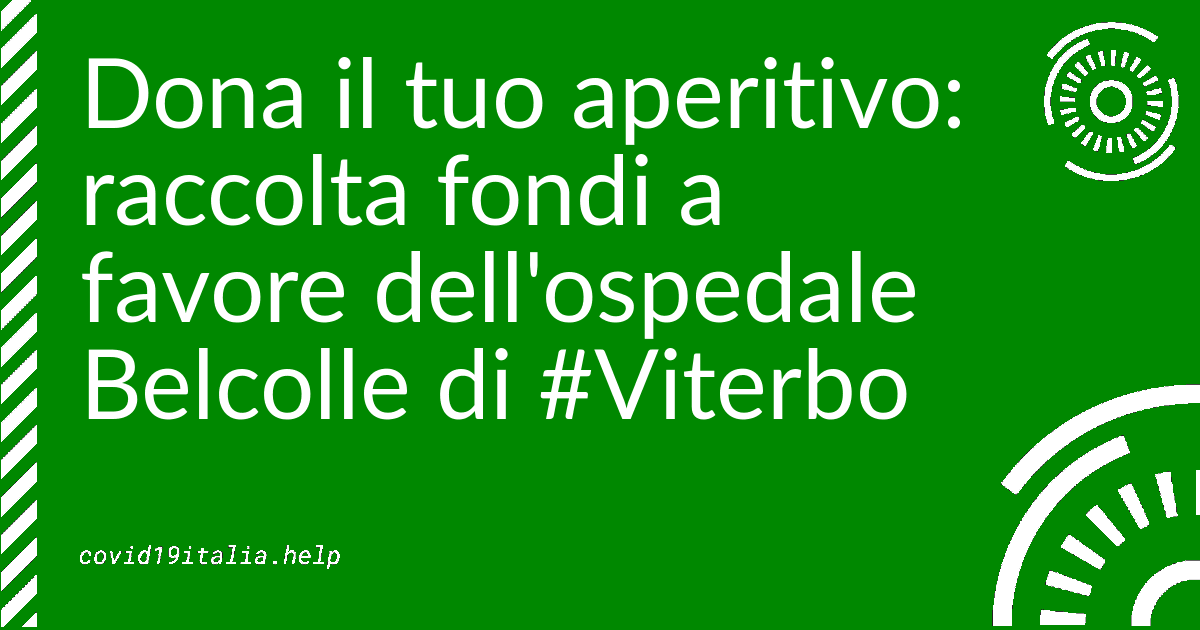 Dona il tuo aperitivo:
raccolta fondi a
favore dell'ospedale
Belcolle di #Viterbo
covid19italia.help